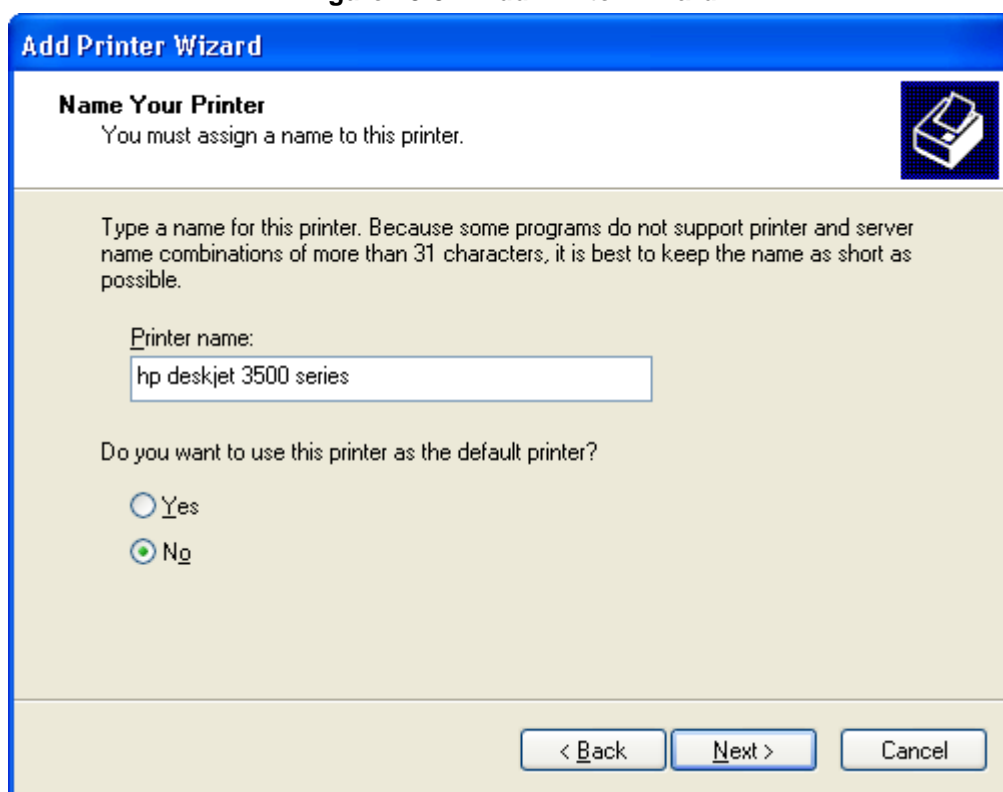 Add Printer Wizard
Name Your Printer
You must assign a name to this printer.
Type a name for this printer. Because some programs do not support printer and server
name combinations of more than 31 characters, it is best to keep the name as short as
possible.
Printer name:
hp deskjet 3500 series
Do you want to use this printer as the default printer?
Yes
No
< Back
Next >
Cancel